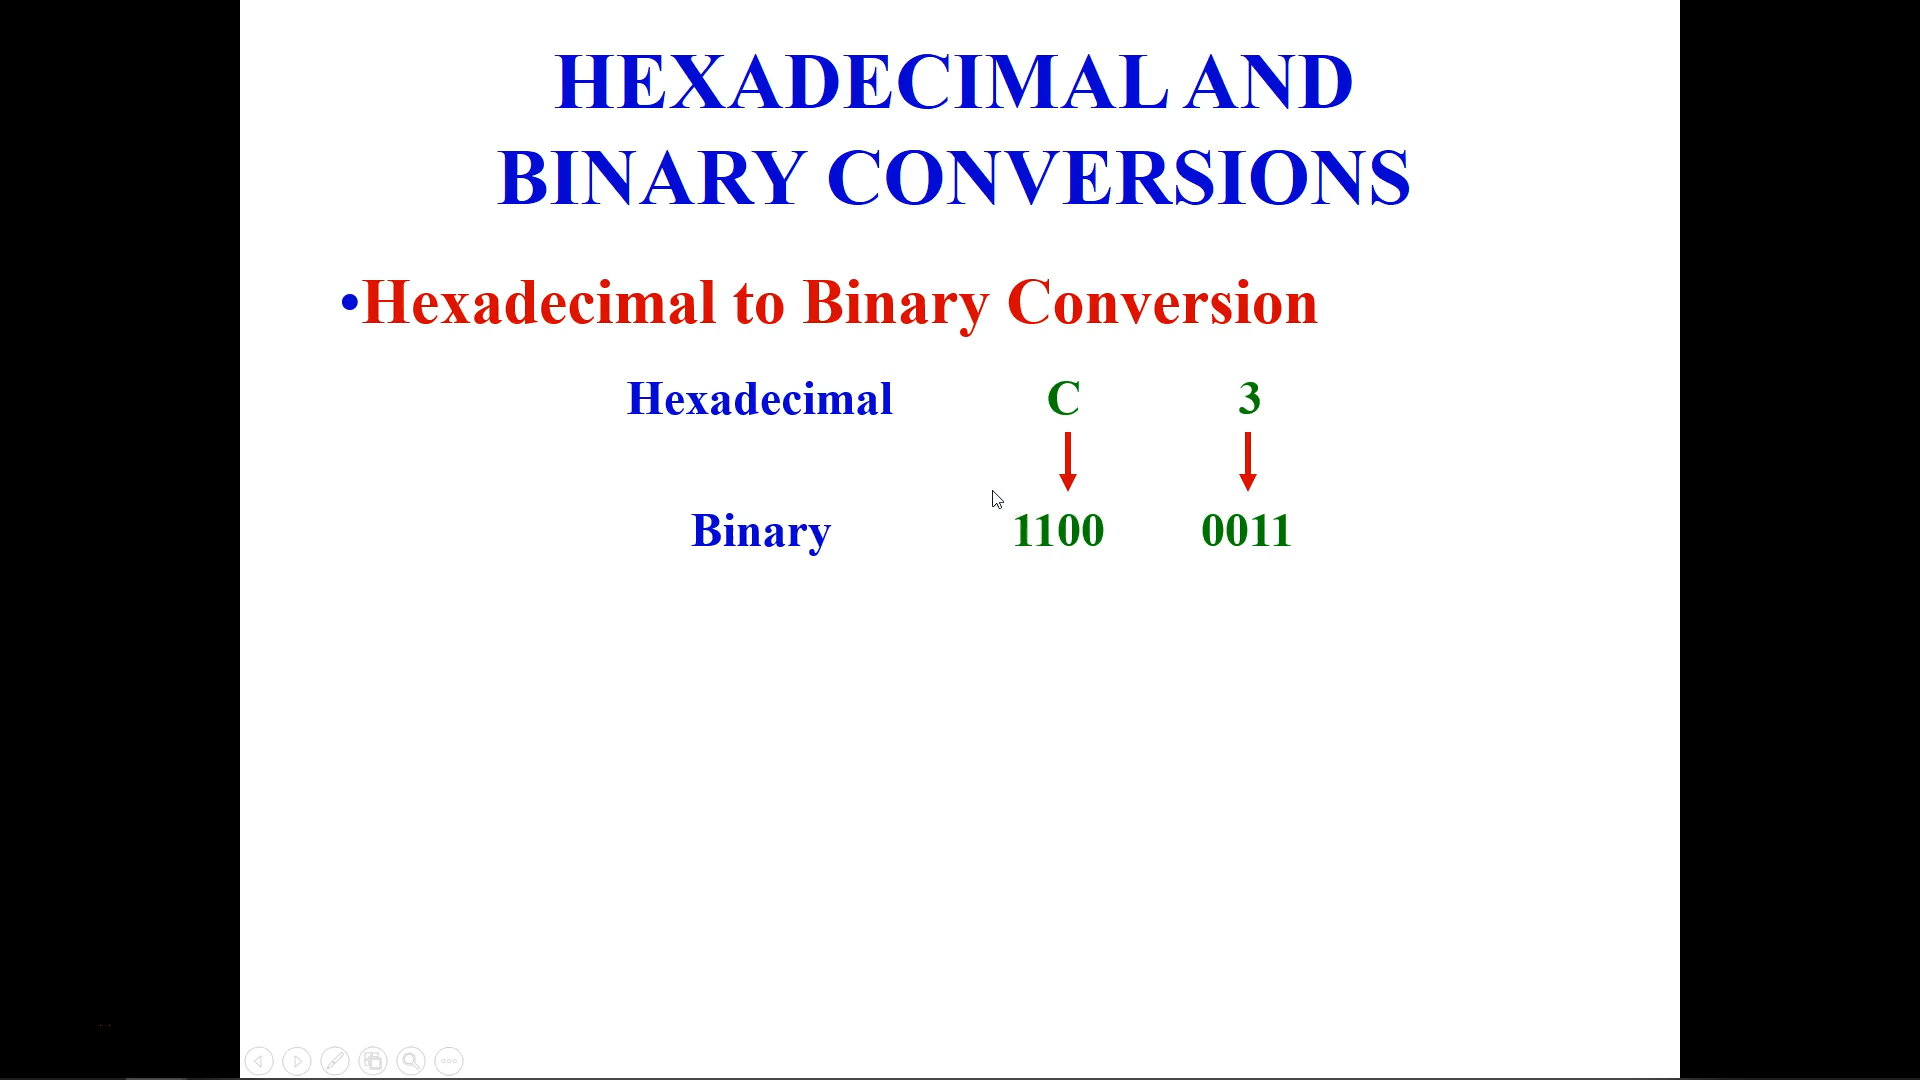 HEXADECIMAL AND
BINARY CONVERSIONS
•Hexadecimal to Binary Conversion
Hexadecimal C 3
Binary 1100 0011